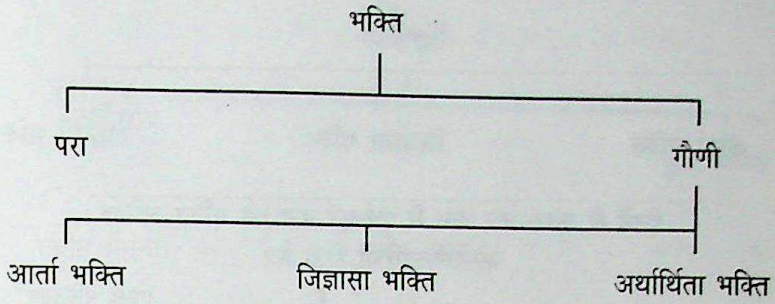 भक्ति
परा गौणी
आर्ता भक्ति जिज्ञासा भक्ति अर्थार्थिता भक्ति